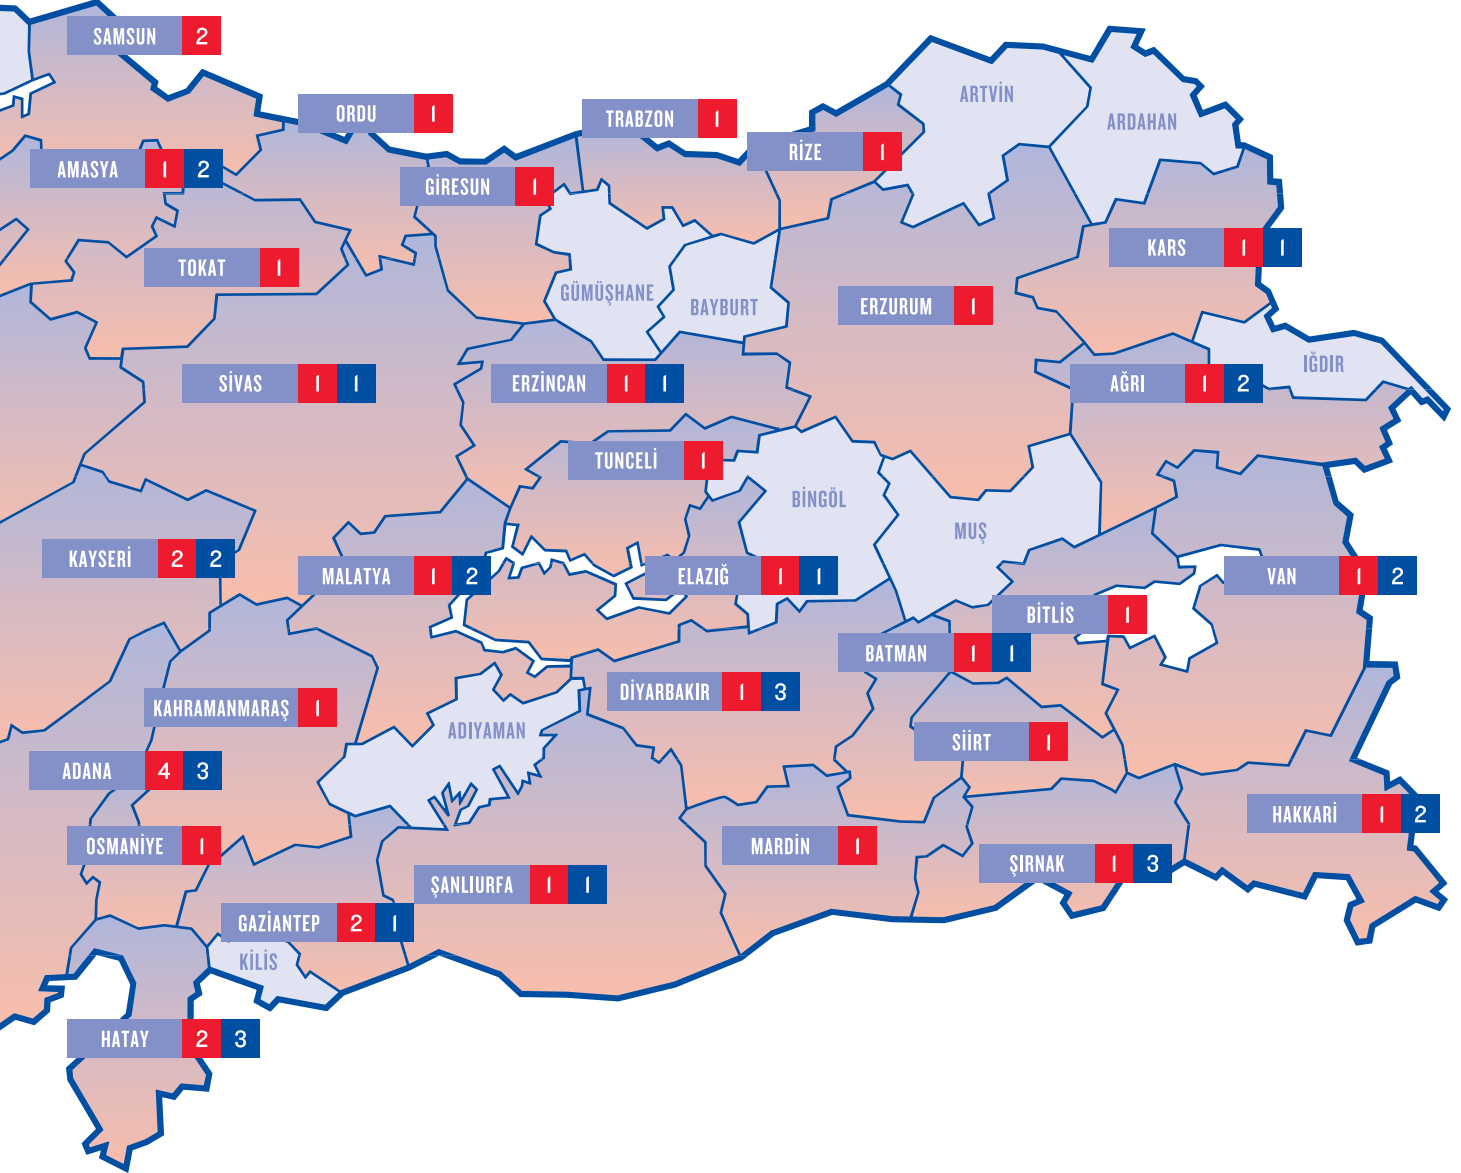 SAMSUN 2
ORDU 1
TRABZON 1
ARTVİN
ARDAHAN
RİZE 1
AMASYA 1 2
GİRESUN 1
KARS 1 1
TOKAT 1
GÜMÜŞHANE
BAYBURT
ERZURUM 1
IĞDIR
SİVAS 1 1
ERZİNCAN 1 1
AĞRI 1 2
TUNCELİ 1
BİNGÖL
MUŞ
KAYSERİ 2 2
MALATYA 1 2
ELAZIĞ 1 1
VAN 1 2
BİTLİS 1
BATMAN 1 1
DİYARBAKIR 1 3
KAHRAMANMARAŞ 1
ADIYAMAN
SİİRT 1
ADANA 4 3
HAKKARİ 1 2
OSMANİYE 1
MARDİN 1
ŞIRNAK 1 3
ŞANLIURFA 1 1
GAZİANTEP 2 1
KİLİS
HATAY 2 3